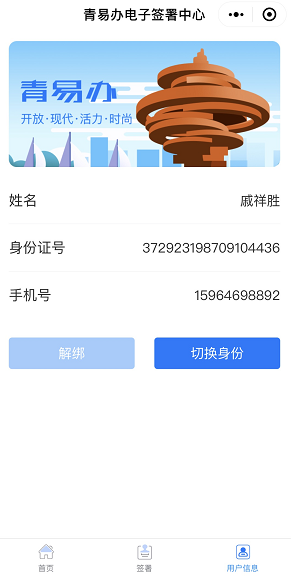 青易办电子签署中心
青易办
开放·现代·活力·时尚
姓名 戚祥胜
身份证号 372923198709104436
手机号 15964698892
解绑 切换身份
首页 签署 用户信息